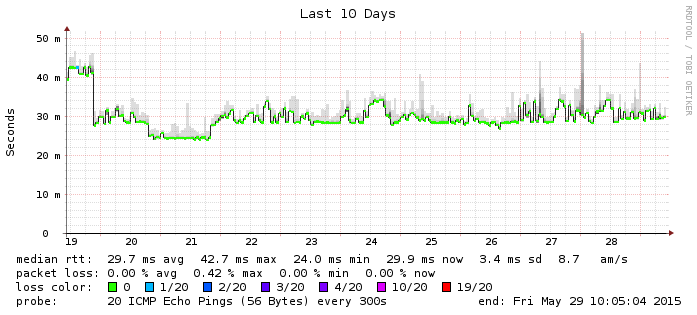 Last 10 Days
RRDTOOL / TOBI OETIKER
Seconds
50 m
40 m
30 m
20 m
10 m
0
19 20 21 22 23 24 25 26 27 28
median rtt: 29.7 ms avg 42.7 ms max 24.0 ms min 29.9 ms now 3.4 ms sd 8.7 am/s
packet loss: 0.00 % avg 0.42 % max 0.00 % min 0.00 % now
loss color: 0 1/20 2/20 3/20 4/20 10/20 19/20
probe: 20 ICMP Echo Pings (56 Bytes) every 300s end: Fri May 29 10:05:04 2015